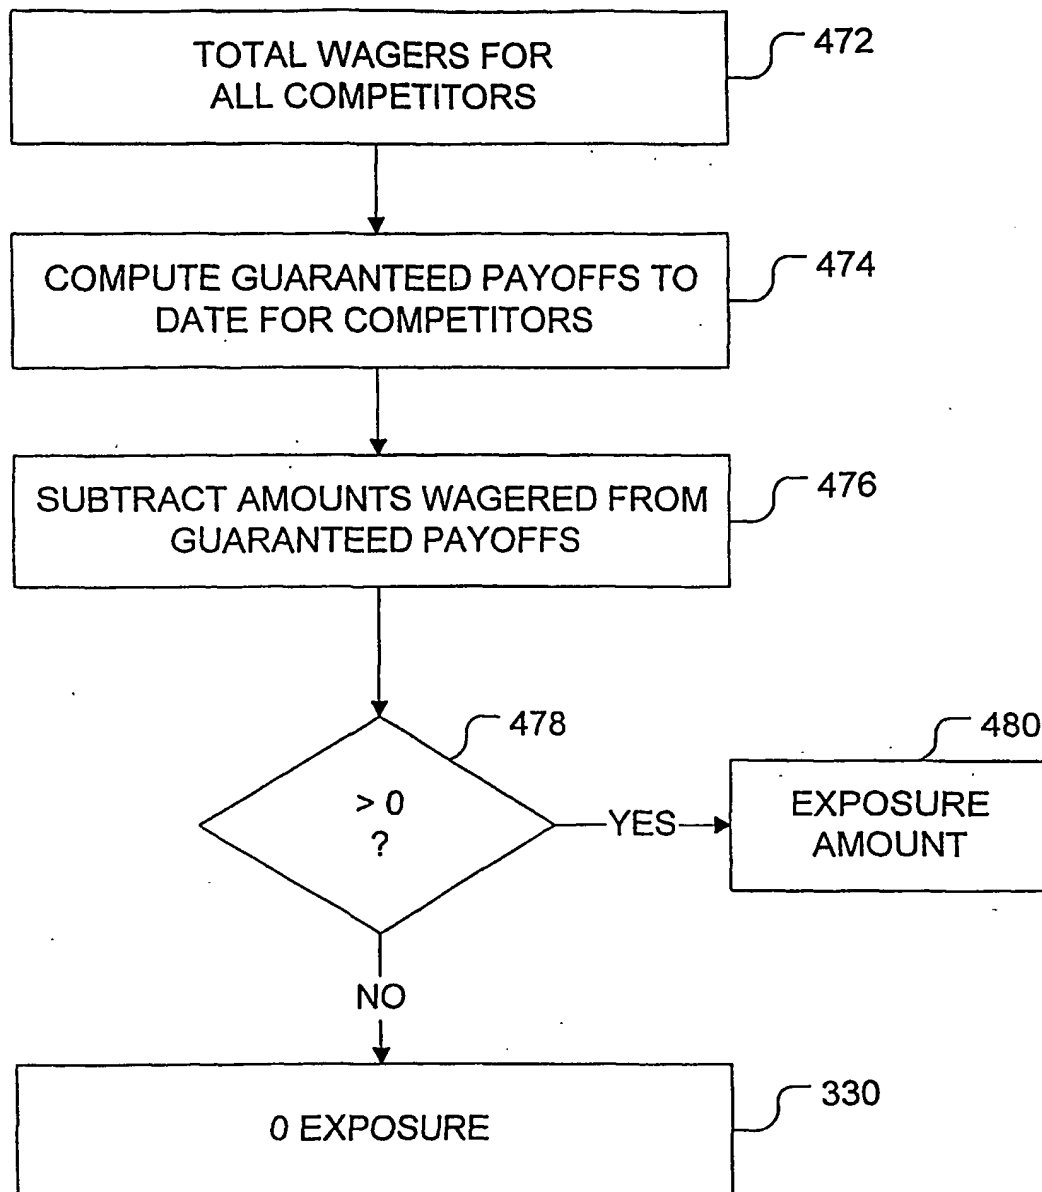 TOTAL WAGERS FOR
ALL COMPETITORS
472
COMPUTE GUARANTEED PAYOFFS TO
DATE FOR COMPETITORS
474
SUBTRACT AMOUNTS WAGERED FROM
GUARANTEED PAYOFFS
476
> 0
?
478
YES
EXPOSURE
AMOUNT
480
NO
0 EXPOSURE
330